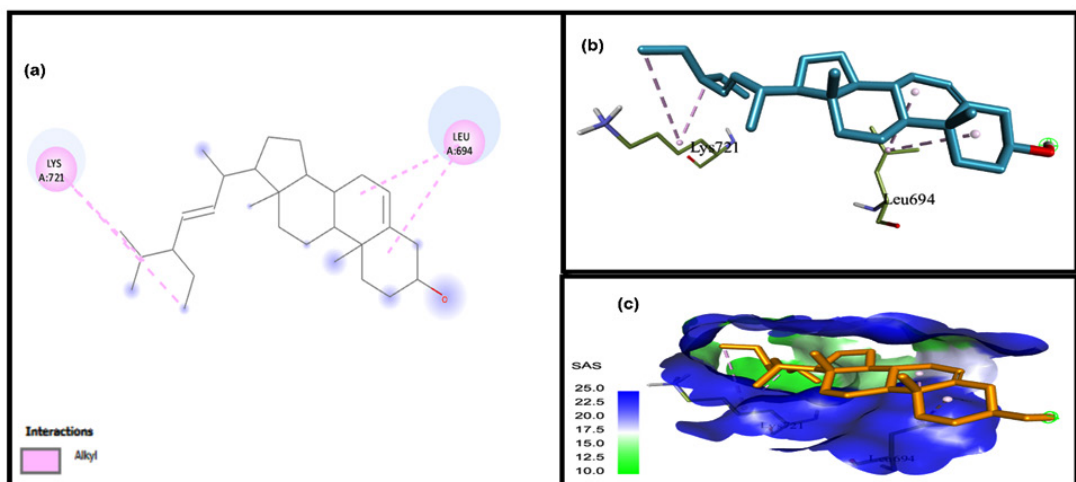 (a)
LYS
A:721
LEU
A:694
O
Interactions
Alkyl
(b)
Lys721
Leu694
(c)
SAS
25.0
22.5
20.0
17.5
15.0
12.5
10.0
Leu694